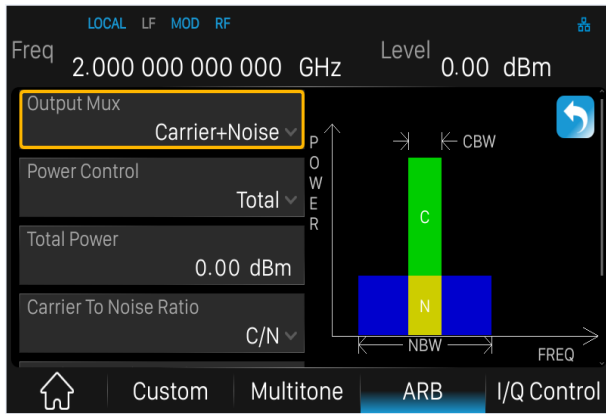 LOCAL LF MOD RF
Freq 2.000 000 000 000 GHz Level 0.00 dBm
Output Mux
Carrier+Noise
Power Control
Total
Total Power
0.00 dBm
Carrier To Noise Ratio
C/N
POWER
CBW
C
N
NBW
FREQ
Custom Multitone ARB I/Q Control